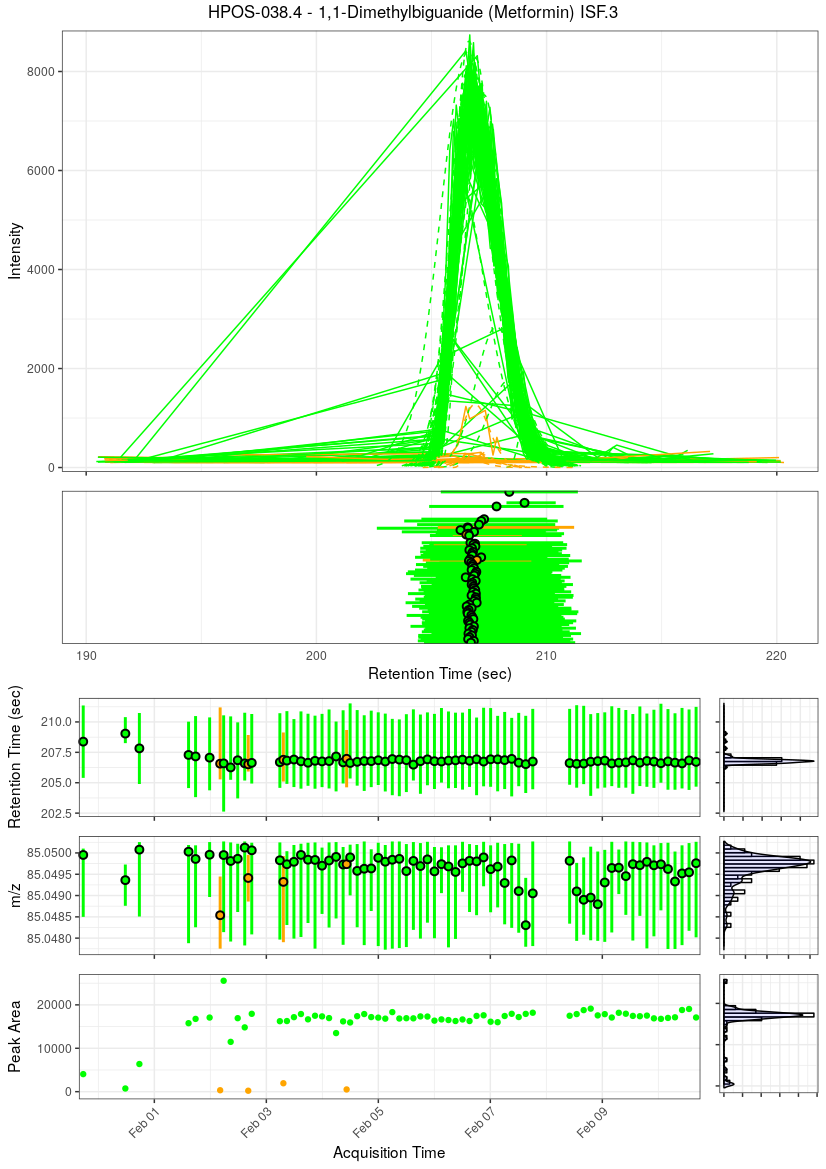 HPOS-038.4 - 1,1-Dimethylbiguanide (Metformin) ISF.3
Intensity
8000
6000
4000
2000
0
190 200 210 220
Retention Time (sec)
Retention Time (sec)
210.0
207.5
205.0
202.5
m/z
85.0500
85.0495
85.0490
85.0485
85.0480
Peak Area
20000
10000
0
Feb 01 Feb 03 Feb 05 Feb 07 Feb 09
Acquisition Time